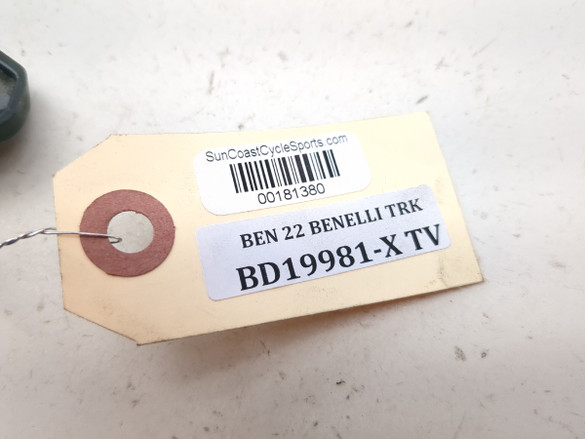 SunCoastCycleSports.com
00181380
BEN 22 BENELLI TRK
BD19981-X TV